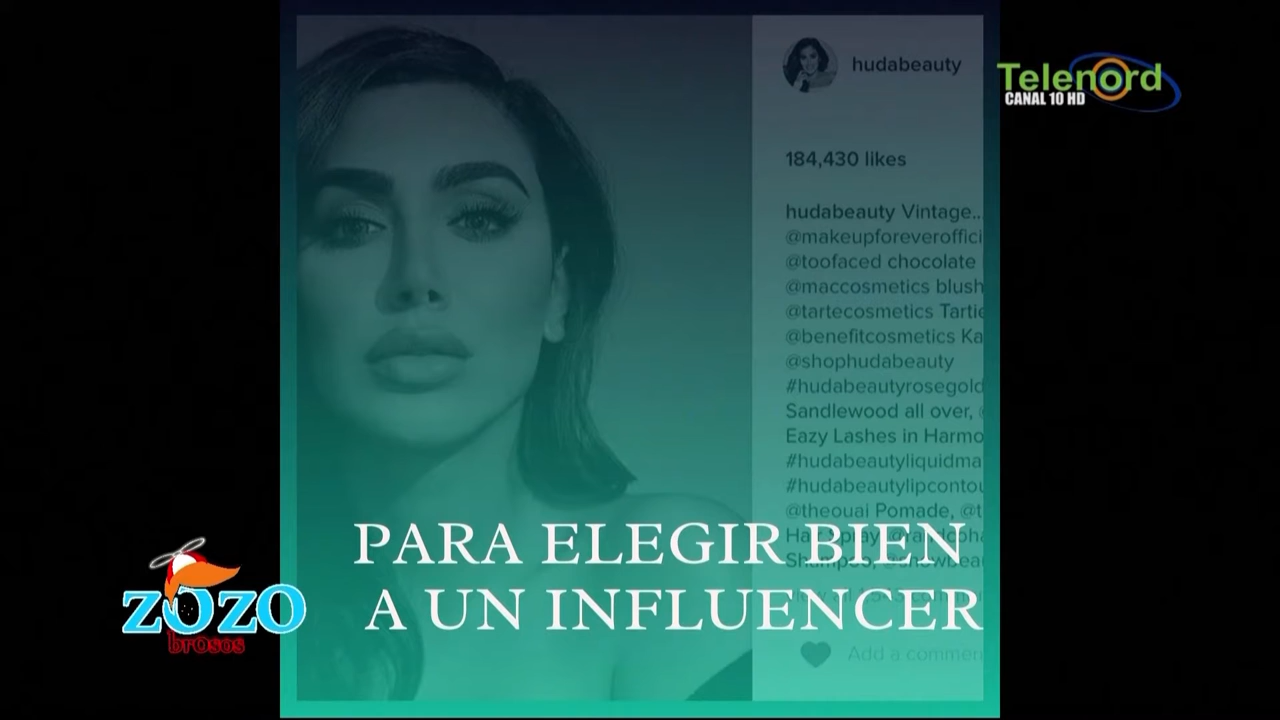 hudabeauty
Telenord
CANAL 10 HD
184,430 likes
hudabeauty Vintage...
@makeupforeveroffici
@toofaced chocolate
@maccosmetics blush
@tartecosmetics Tartie
@benefitcosmetics Ka
@shophudabeauty
#hudabeautyrosegold
Sandlewood all over, @
Eazy Lashes in Harmo
#hudabeautyliquidma
#hudabeautylipcontou
@theouai Pomade, @t
PARA ELEGIR BIEN
A UN INFLUENCER
Add a commen
zozo
brosos